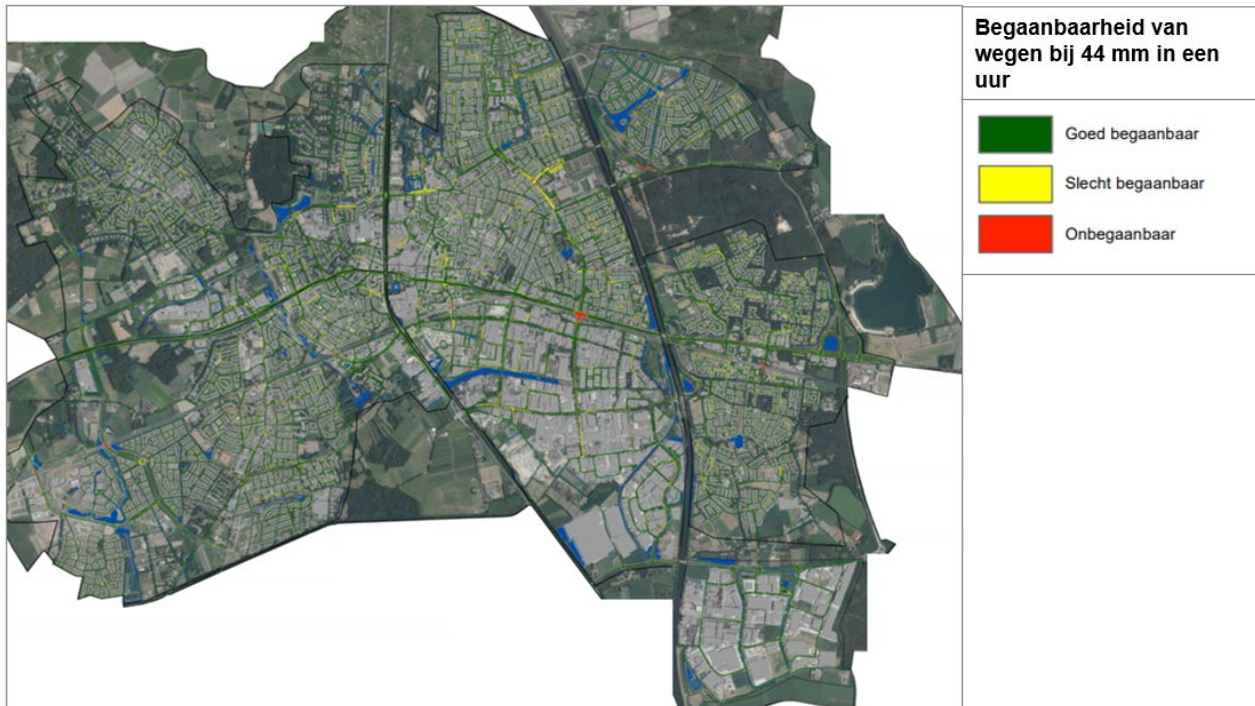 Begaanbaarheid van
wegen bij 44 mm in een
uur
Goed begaanbaar
Slecht begaanbaar
Onbegaanbaar